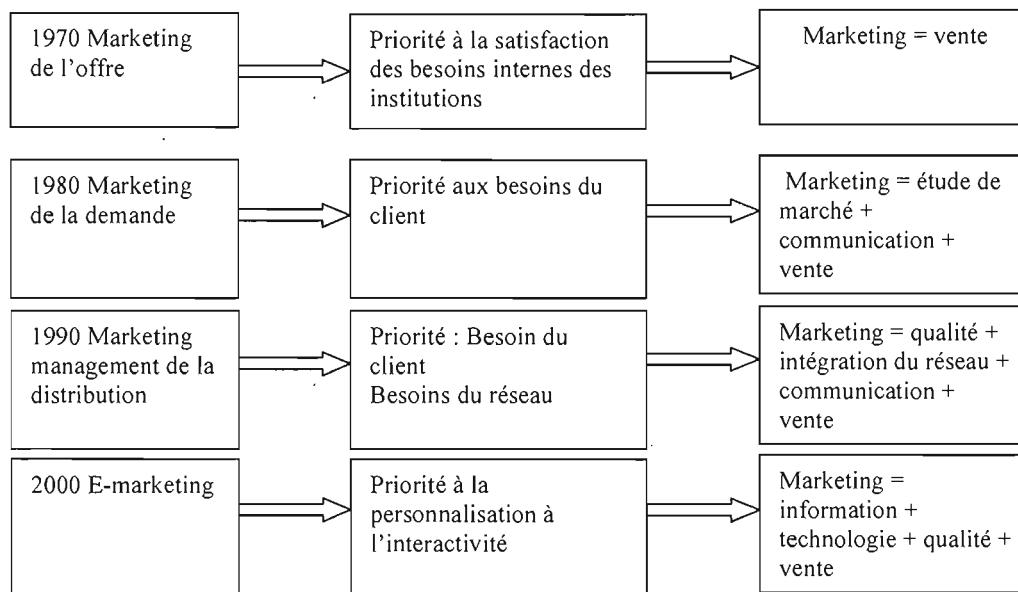 1970 Marketing
de l'offre
Priorité à la satisfaction
des besoins internes des
institutions
Marketing = vente
1980 Marketing
de la demande
Priorité aux besoins du
client
Marketing = étude de
marché +
communication +
vente
1990 Marketing
management de la
distribution
Priorité : Besoin du
client
Besoins du réseau
Marketing = qualité +
intégration du réseau +
communication +
vente
2000 E-marketing
Priorité à la
personnalisation à
l'interactivité
Marketing =
information +
technologie + qualité +
vente